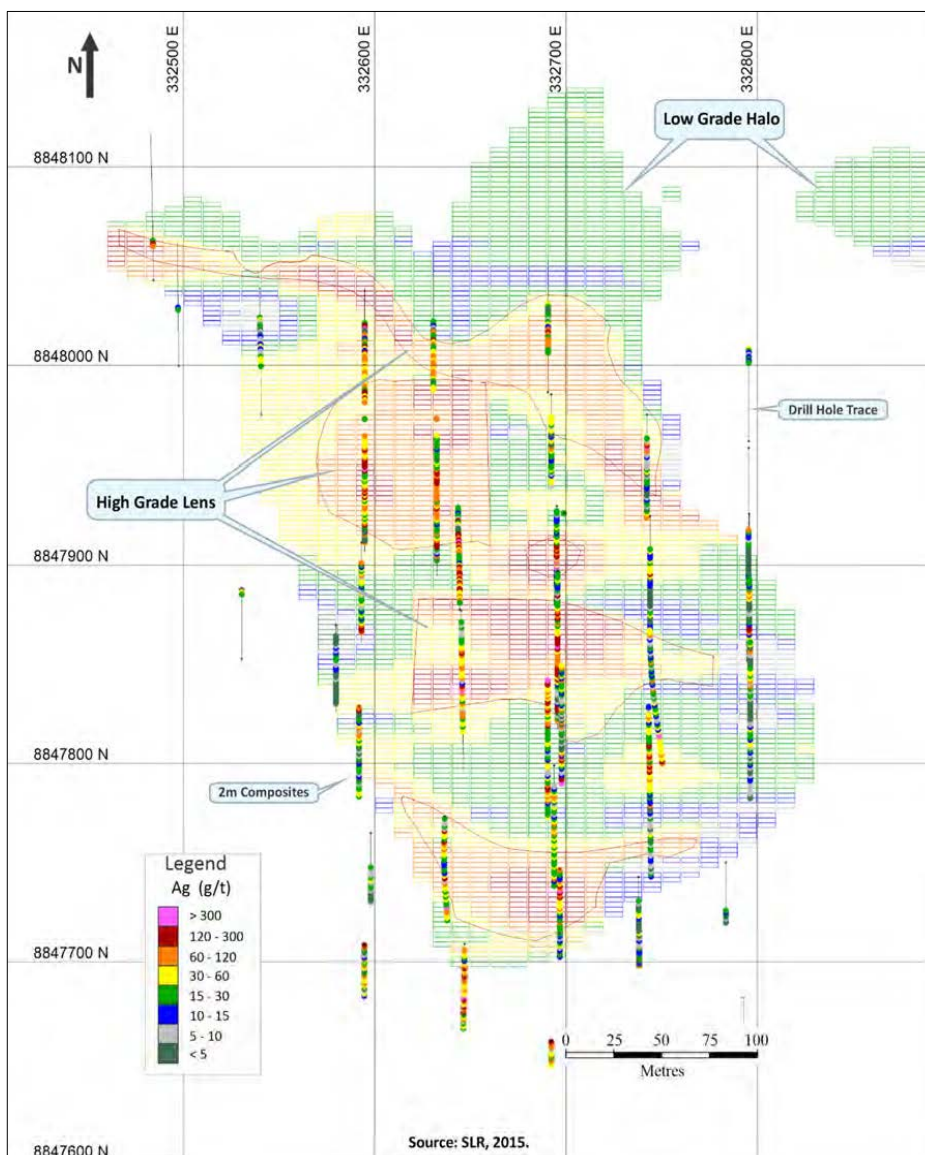 N
332500 E
332600 E
332700 E
332800 E
Low Grade Halo
8848100 N
8848000 N
Drill Hole Trace
High Grade Lens
8847900 N
8847800 N
2m Composites
Legend
Ag (g/t)
> 300
120 - 300
60 - 120
30 - 60
15 - 30
10 - 15
5 - 10
< 5
8847700 N
0 25 50 75 100
Metres
Source: SLR, 2015.
8847600 N